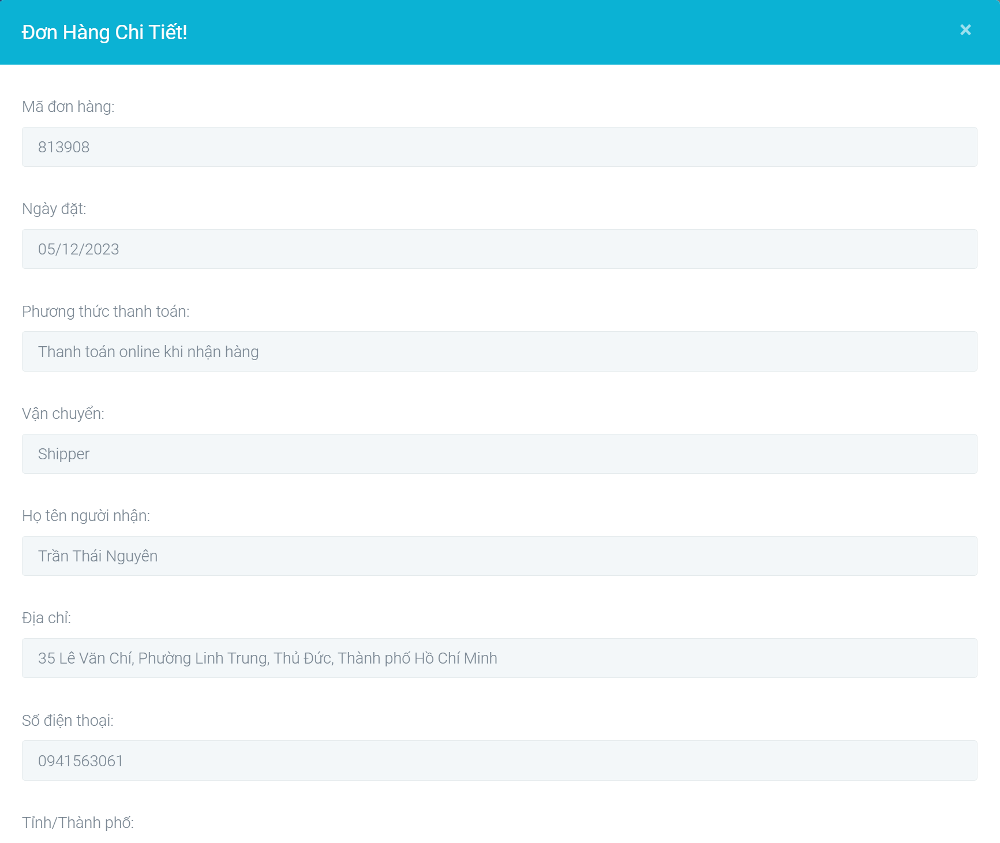 Đơn Hàng Chi Tiết!
×
Mã đơn hàng:
813908
Ngày đặt:
05/12/2023
Phương thức thanh toán:
Thanh toán online khi nhận hàng
Vận chuyển:
Shipper
Họ tên người nhận:
Trần Thái Nguyên
Địa chỉ:
35 Lê Văn Chí, Phường Linh Trung, Thủ Đức, Thành phố Hồ Chí Minh
Số điện thoại:
0941563061
Tỉnh/Thành phố: